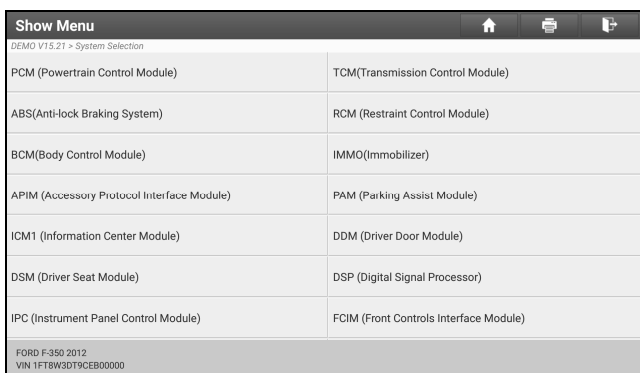 Show Menu
DEMO V15.21 > System Selection
PCM (Powertrain Control Module)
TCM(Transmission Control Module)
ABS(Anti-lock Braking System)
RCM (Restraint Control Module)
BCM(Body Control Module)
IMMO(Immobilizer)
APIM (Accessory Protocol Interface Module)
PAM (Parking Assist Module)
ICM1 (Information Center Module)
DDM (Driver Door Module)
DSM (Driver Seat Module)
DSP (Digital Signal Processor)
IPC (Instrument Panel Control Module)
FCIM (Front Controls Interface Module)
FORD F-350 2012
VIN 1FT8W3DT9CEB00000